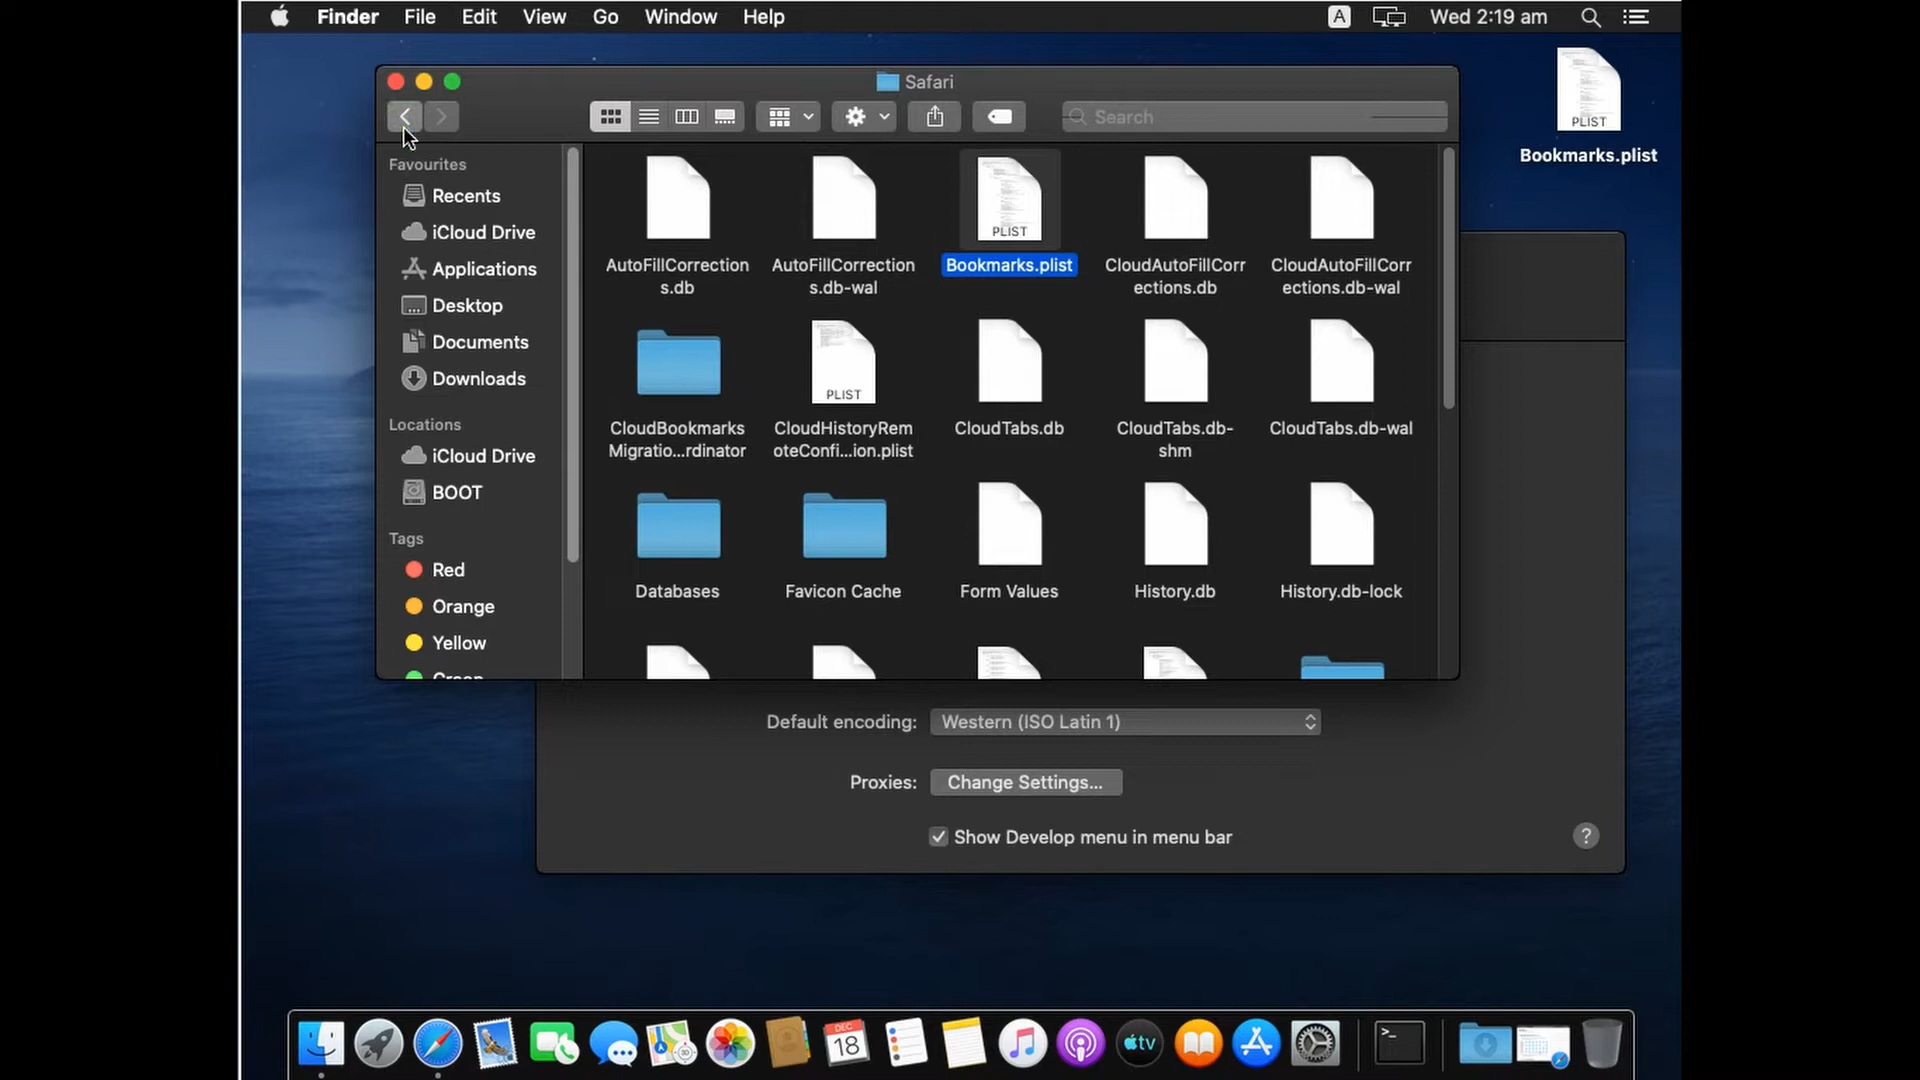 Finder File Edit View Go Window Help
A
Wed 2:19 am
Safari
Search
PLIST
Bookmarks.plist
Favourites
Recents
iCloud Drive
Applications
Desktop
Documents
Downloads
Locations
iCloud Drive
BOOT
Tags
Red
Orange
Yellow
Green
AutoFillCorrection
s.db
AutoFillCorrection
s.db-wal
PLIST
Bookmarks.plist
CloudAutoFillCorr
ections.db
CloudAutoFillCorr
ections.db-wal
CloudBookmarks
Migratio...rdinator
PLIST
CloudHistoryRem
oteConfi...ion.plist
CloudTabs.db
CloudTabs.db-
shm
CloudTabs.db-wal
Databases
Favicon Cache
Form Values
History.db
History.db-lock
Default encoding: Western (ISO Latin 1)
Proxies: Change Settings...
Show Develop menu in menu bar
?
DEC
18
tv
>_